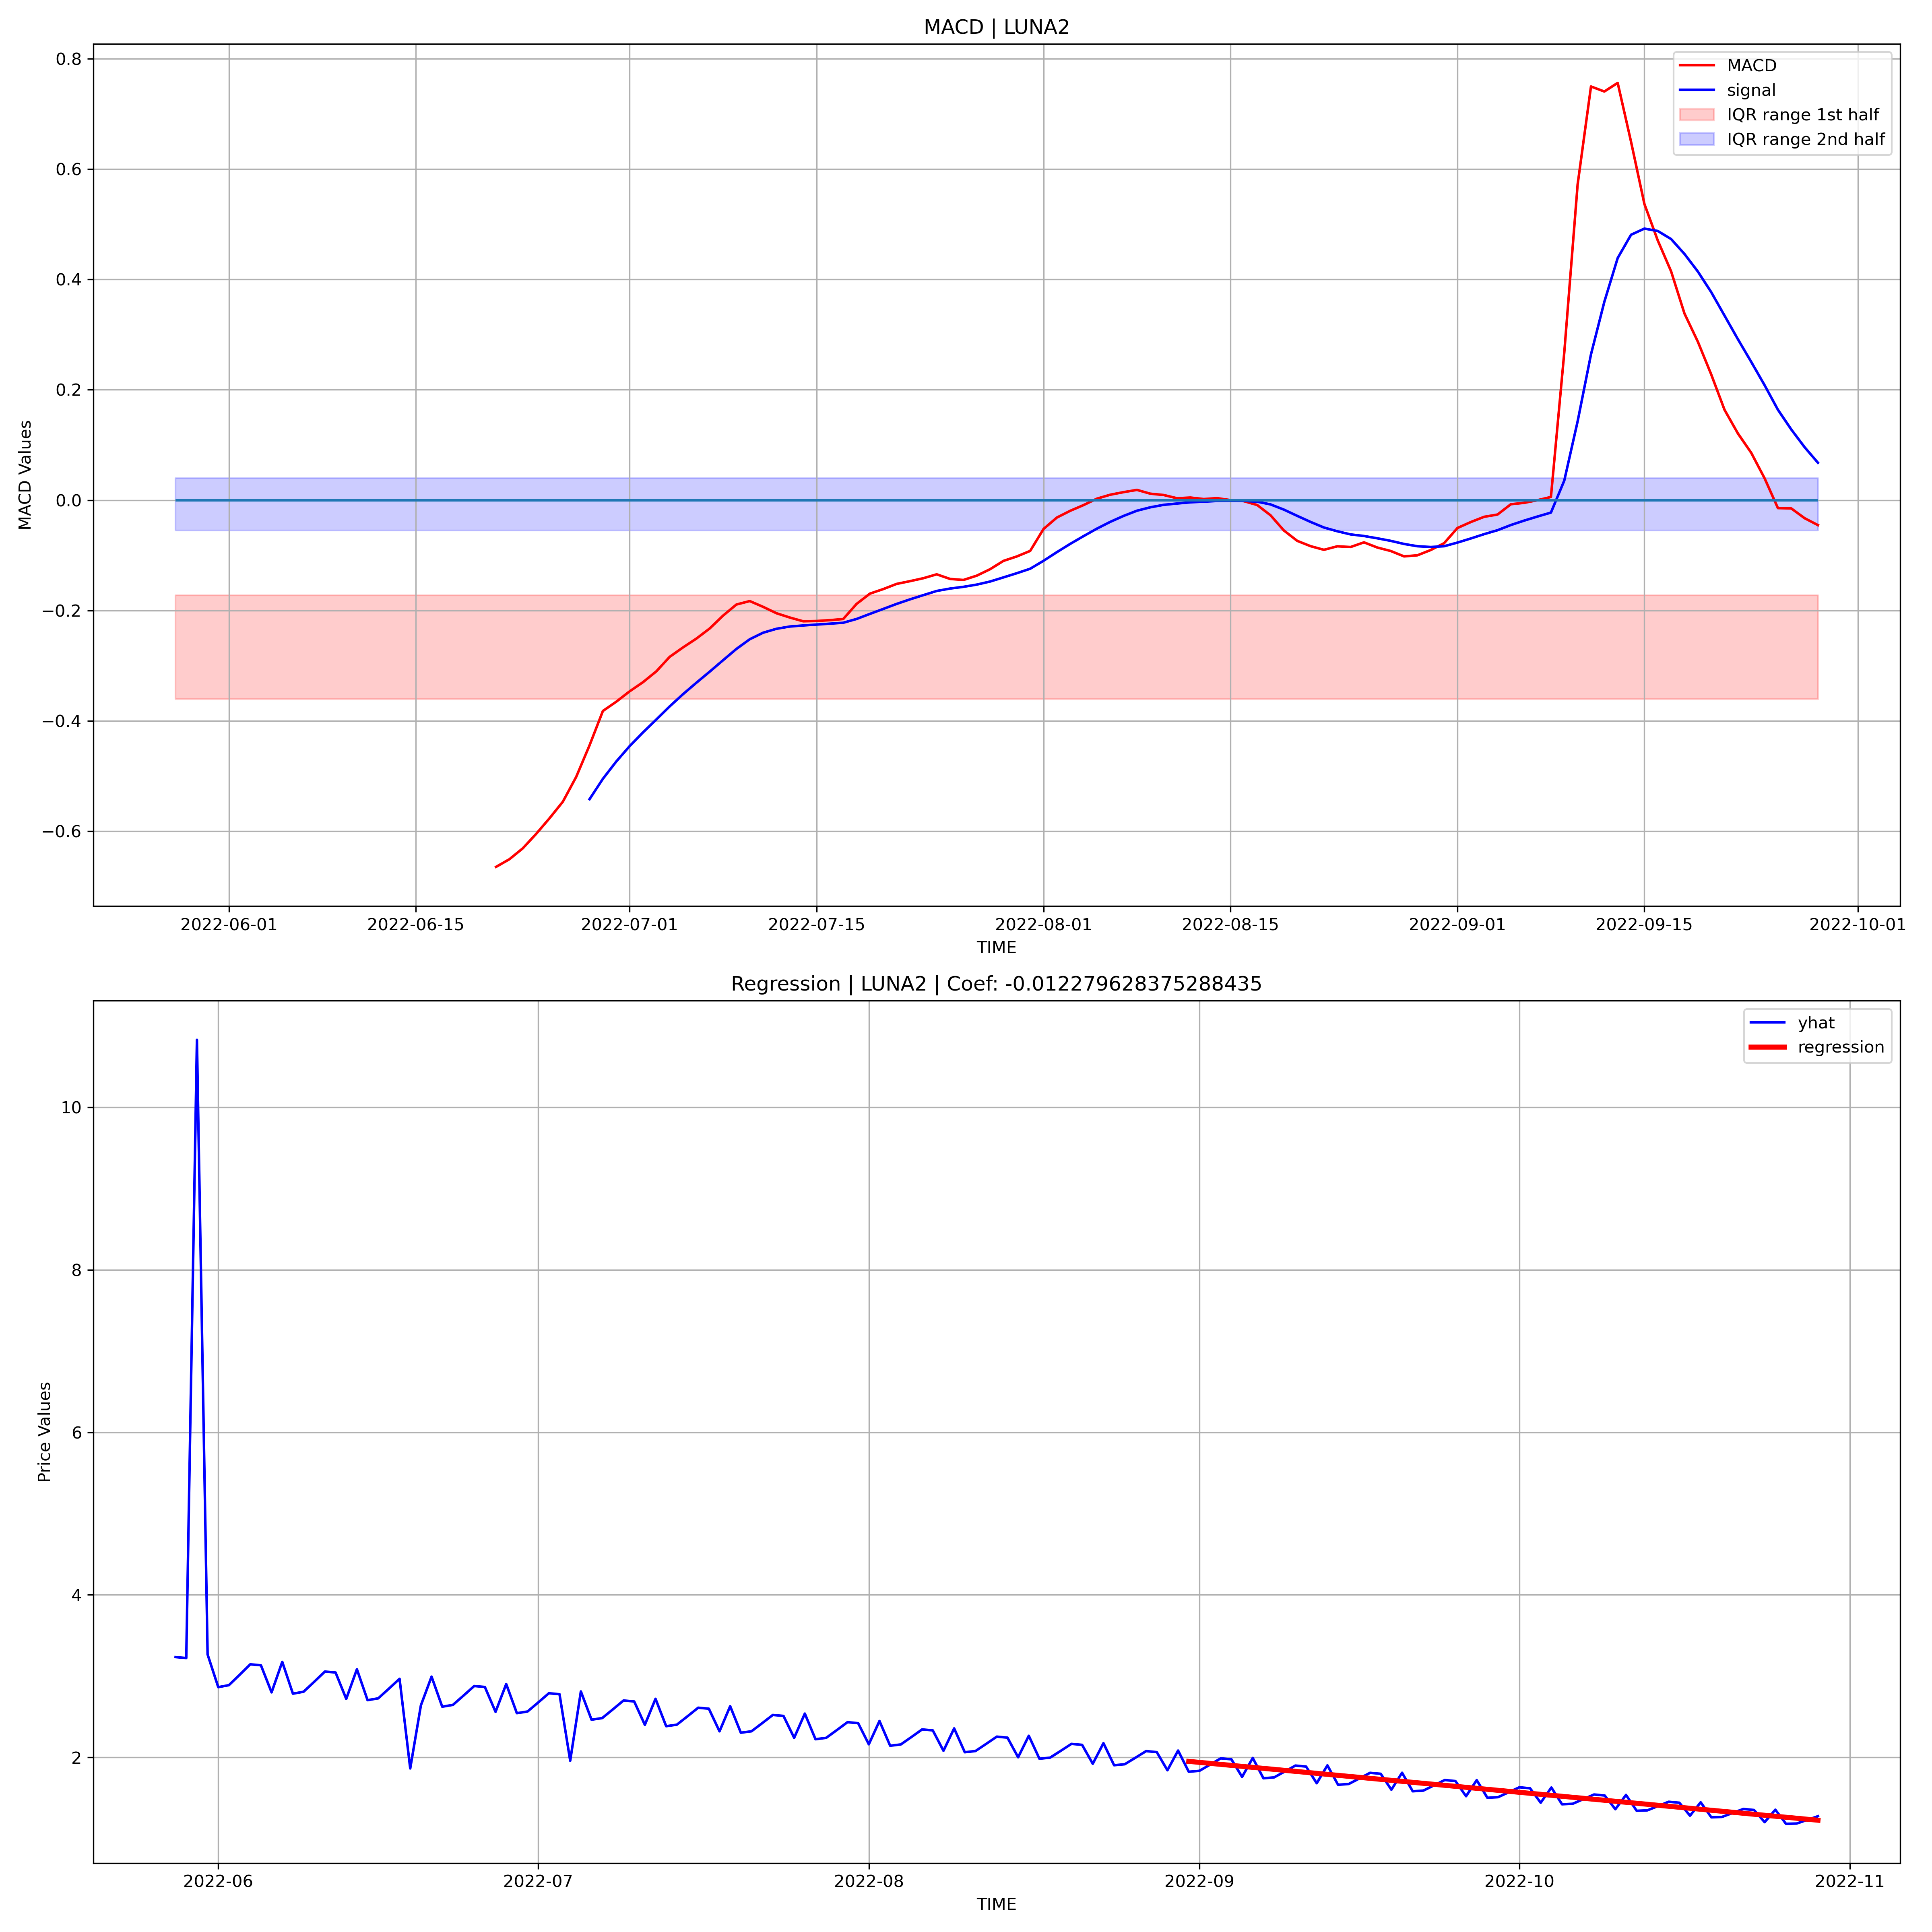 MACD | LUNA2
0.8
0.6
0.4
0.2
0.0
−0.2
−0.4
−0.6
MACD Values
MACD
signal
IQR range 1st half
IQR range 2nd half
2022-06-01 2022-06-15 2022-07-01 2022-07-15 2022-08-01 2022-08-15 2022-09-01 2022-09-15 2022-10-01
TIME
Regression | LUNA2 | Coef: -0.012279628375288435
10
8
6
4
2
Price Values
yhat
regression
2022-06 2022-07 2022-08 2022-09 2022-10 2022-11
TIME